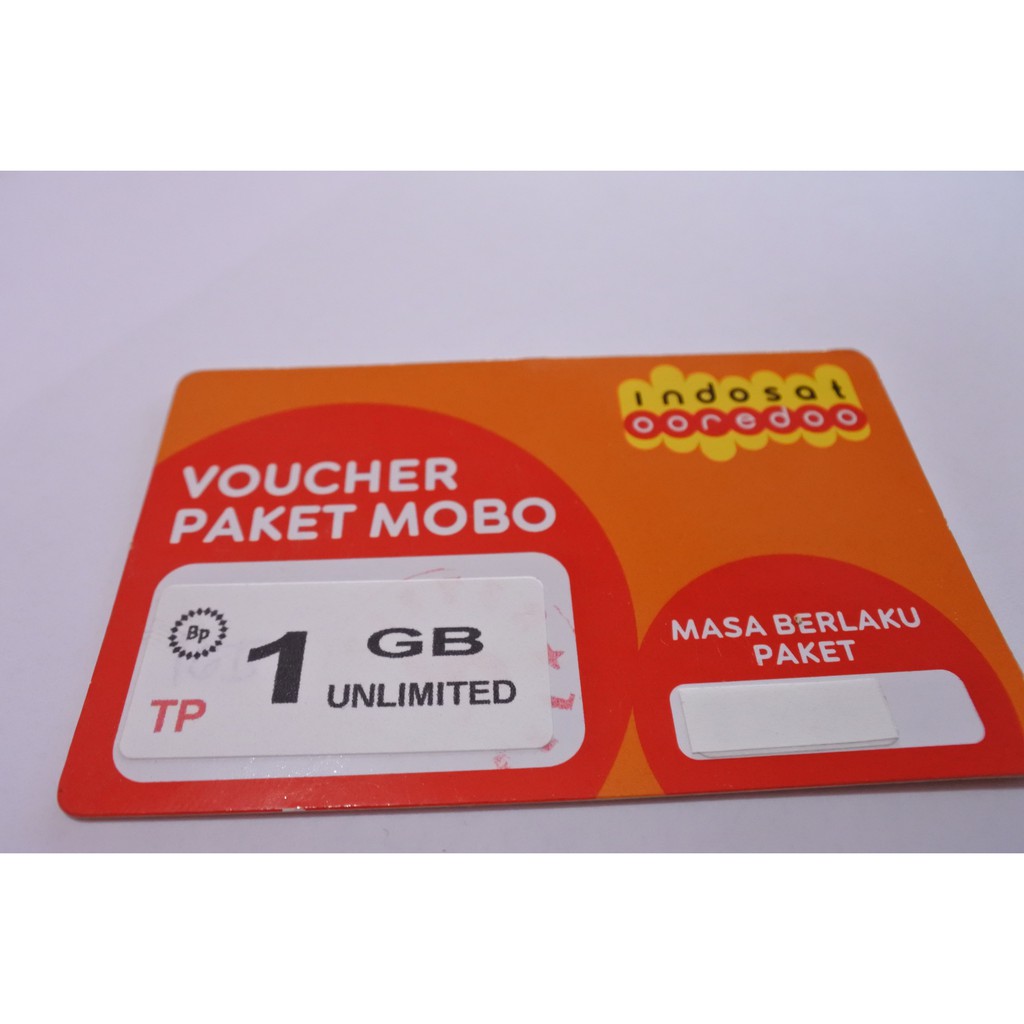 indosat
ooredoo
VOUCHER
PAKET MOBO
Bp
1 GB
UNLIMITED
TP
MASA BERLAKU
PAKET